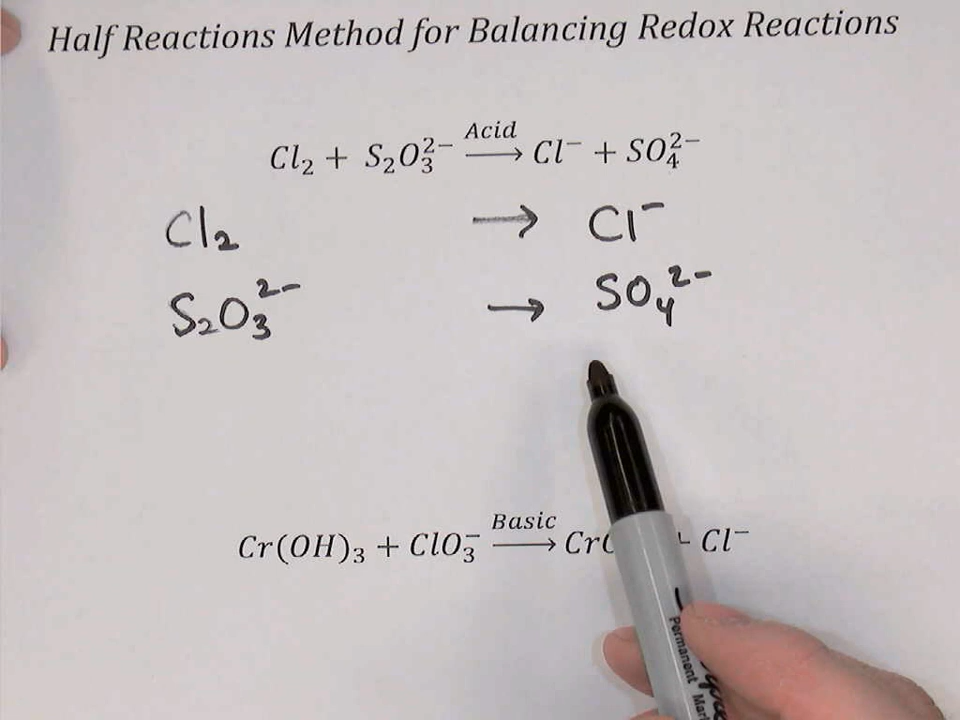 Half Reactions Method for Balancing Redox Reactions
Cl₂ + S₂O₃²⁻ —Acid→ Cl⁻ + SO₄²⁻
Cl₂ → Cl⁻
S₂O₃²⁻ → SO₄²⁻
Cr(OH)₃ + ClO₃⁻ —Basic→ Cl⁻
Permanent